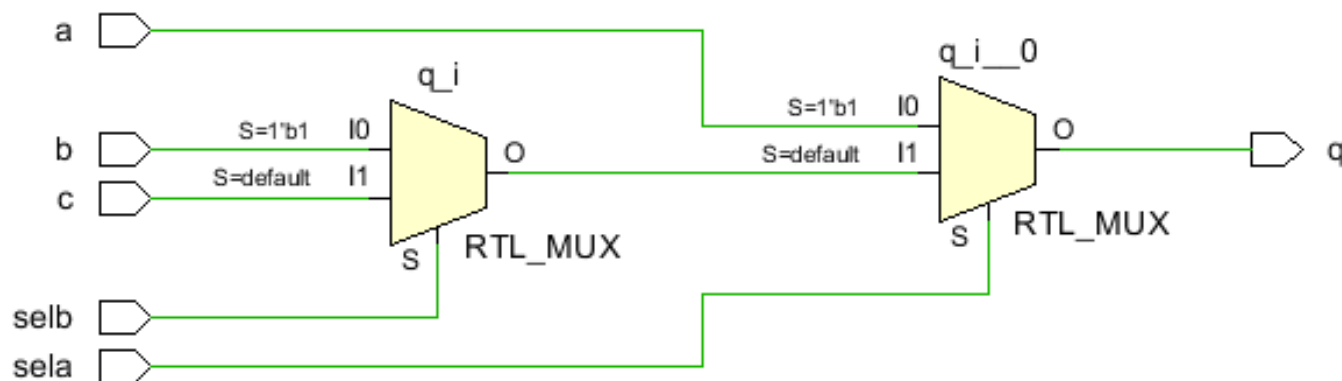 a
q_i__0
q_i
S=1"b1 I0
S=1"b1 I0
O
b
O
S=default I1
q
S=default I1
c
S
RTL_MUX
S
RTL_MUX
selb
sela